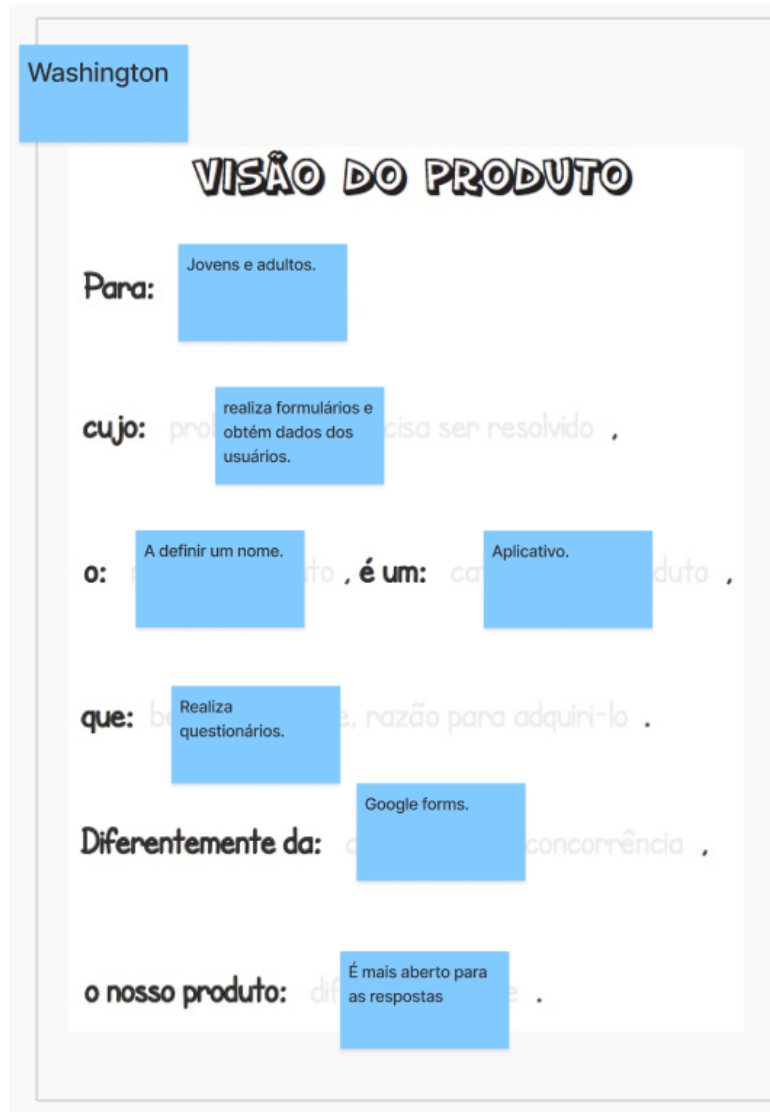 Washington
VISÃO DO PRODUTO
Para: Jovens e adultos.
cujo: realiza formulários e obtém dados dos usuários. ser resolvido ,
o: A definir um nome. , é um: Aplicativo. ,
que: Realiza questionários. razão para adquiri-lo .
Diferentemente da: Google forms. concorrência ,
o nosso produto: É mais aberto para as respostas .